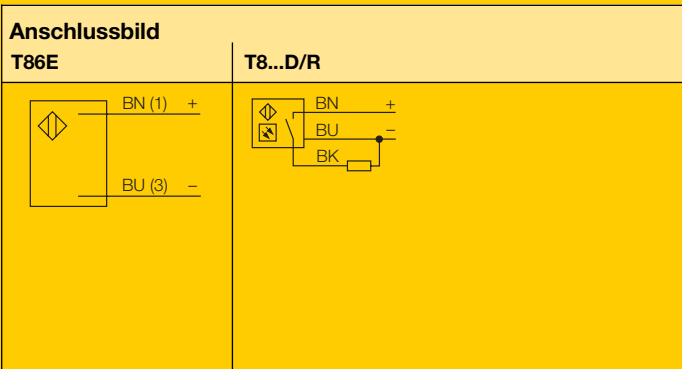 Anschlussbild
T86E
T8...D/R
BN (1) +
BU (3) –
BN +
BU –
BK